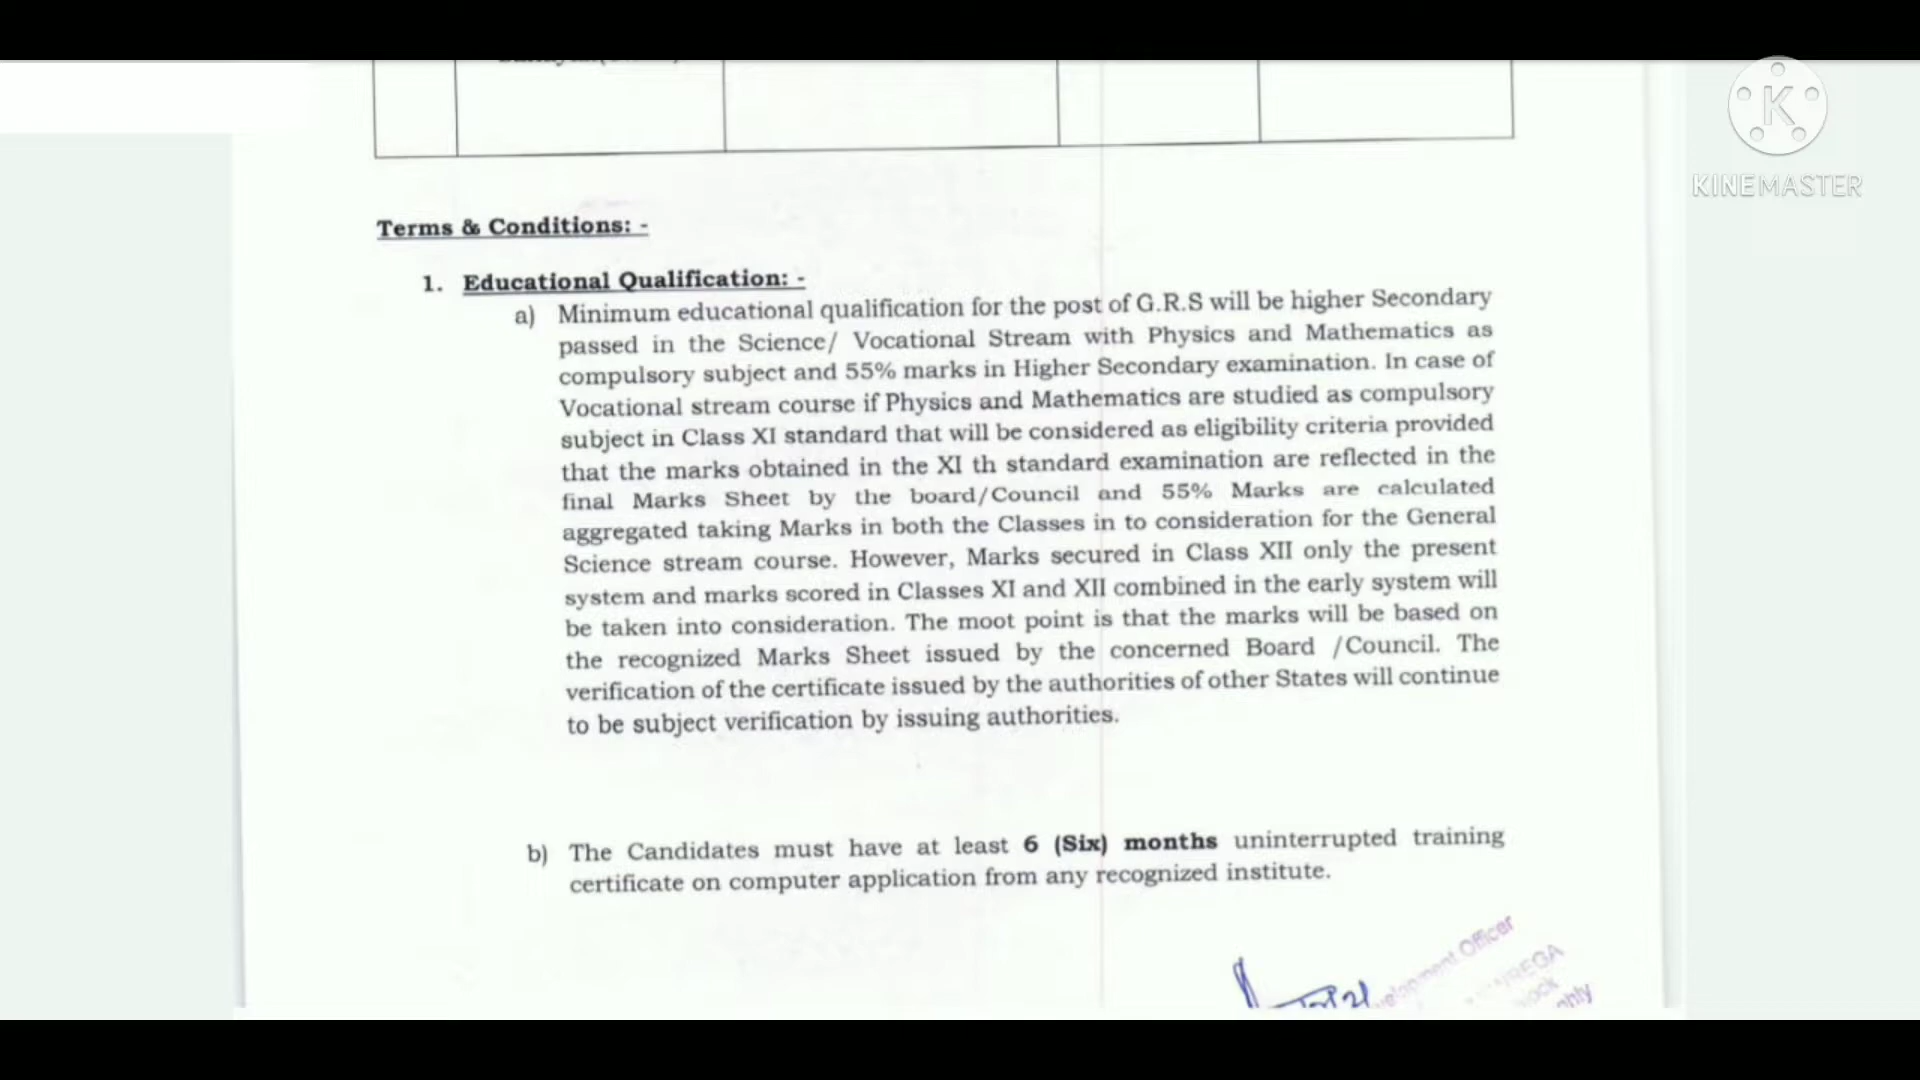 KINEMASTER
Terms & Conditions: -
1. Educational Qualification: -
a) Minimum educational qualification for the post of G.R.S will be higher Secondary
passed in the Science/ Vocational Stream with Physics and Mathematics as
compulsory subject and 55% marks in Higher Secondary examination. In case of
Vocational stream course if Physics and Mathematics are studied as compulsory
subject in Class XI standard that will be considered as eligibility criteria provided
that the marks obtained in the XI th standard examination are reflected in the
final Marks Sheet by the board/Council and 55% Marks are calculated
aggregated taking Marks in both the Classes in to consideration for the General
Science stream course. However, Marks secured in Class XII only the present
system and marks scored in Classes XI and XII combined in the early system will
be taken into consideration. The moot point is that the marks will be based on
the recognized Marks Sheet issued by the concerned Board /Council. The
verification of the certificate issued by the authorities of other States will continue
to be subject verification by issuing authorities.
b) The Candidates must have at least 6 (Six) months uninterrupted training
certificate on computer application from any recognized institute.
Officer